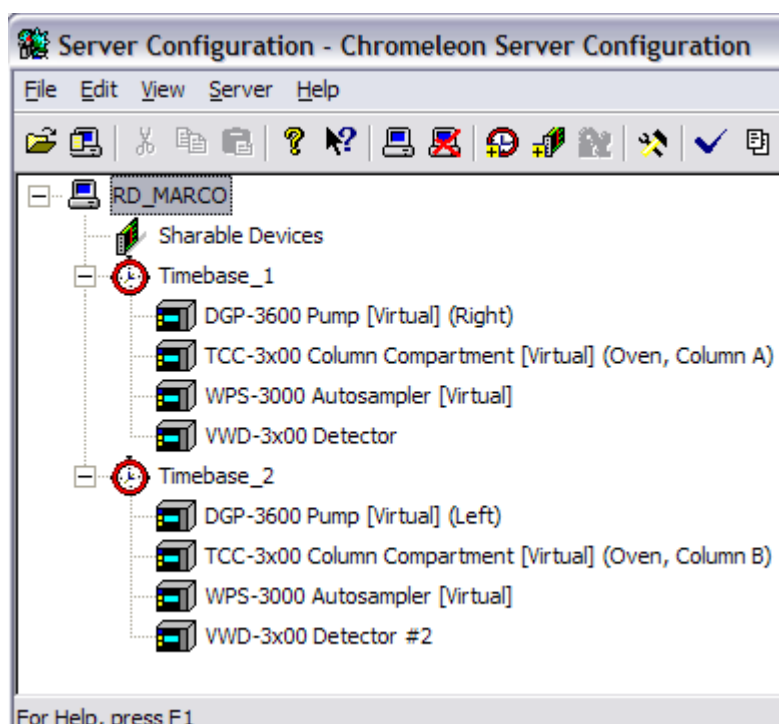 Server Configuration - Chromeleon Server Configuration
File Edit View Server Help
RD_MARCO
Sharable Devices
Timebase_1
DGP-3600 Pump [Virtual] (Right)
TCC-3x00 Column Compartment [Virtual] (Oven, Column A)
WPS-3000 Autosampler [Virtual]
VWD-3x00 Detector
Timebase_2
DGP-3600 Pump [Virtual] (Left)
TCC-3x00 Column Compartment [Virtual] (Oven, Column B)
WPS-3000 Autosampler [Virtual]
VWD-3x00 Detector #2
For Help, press F1